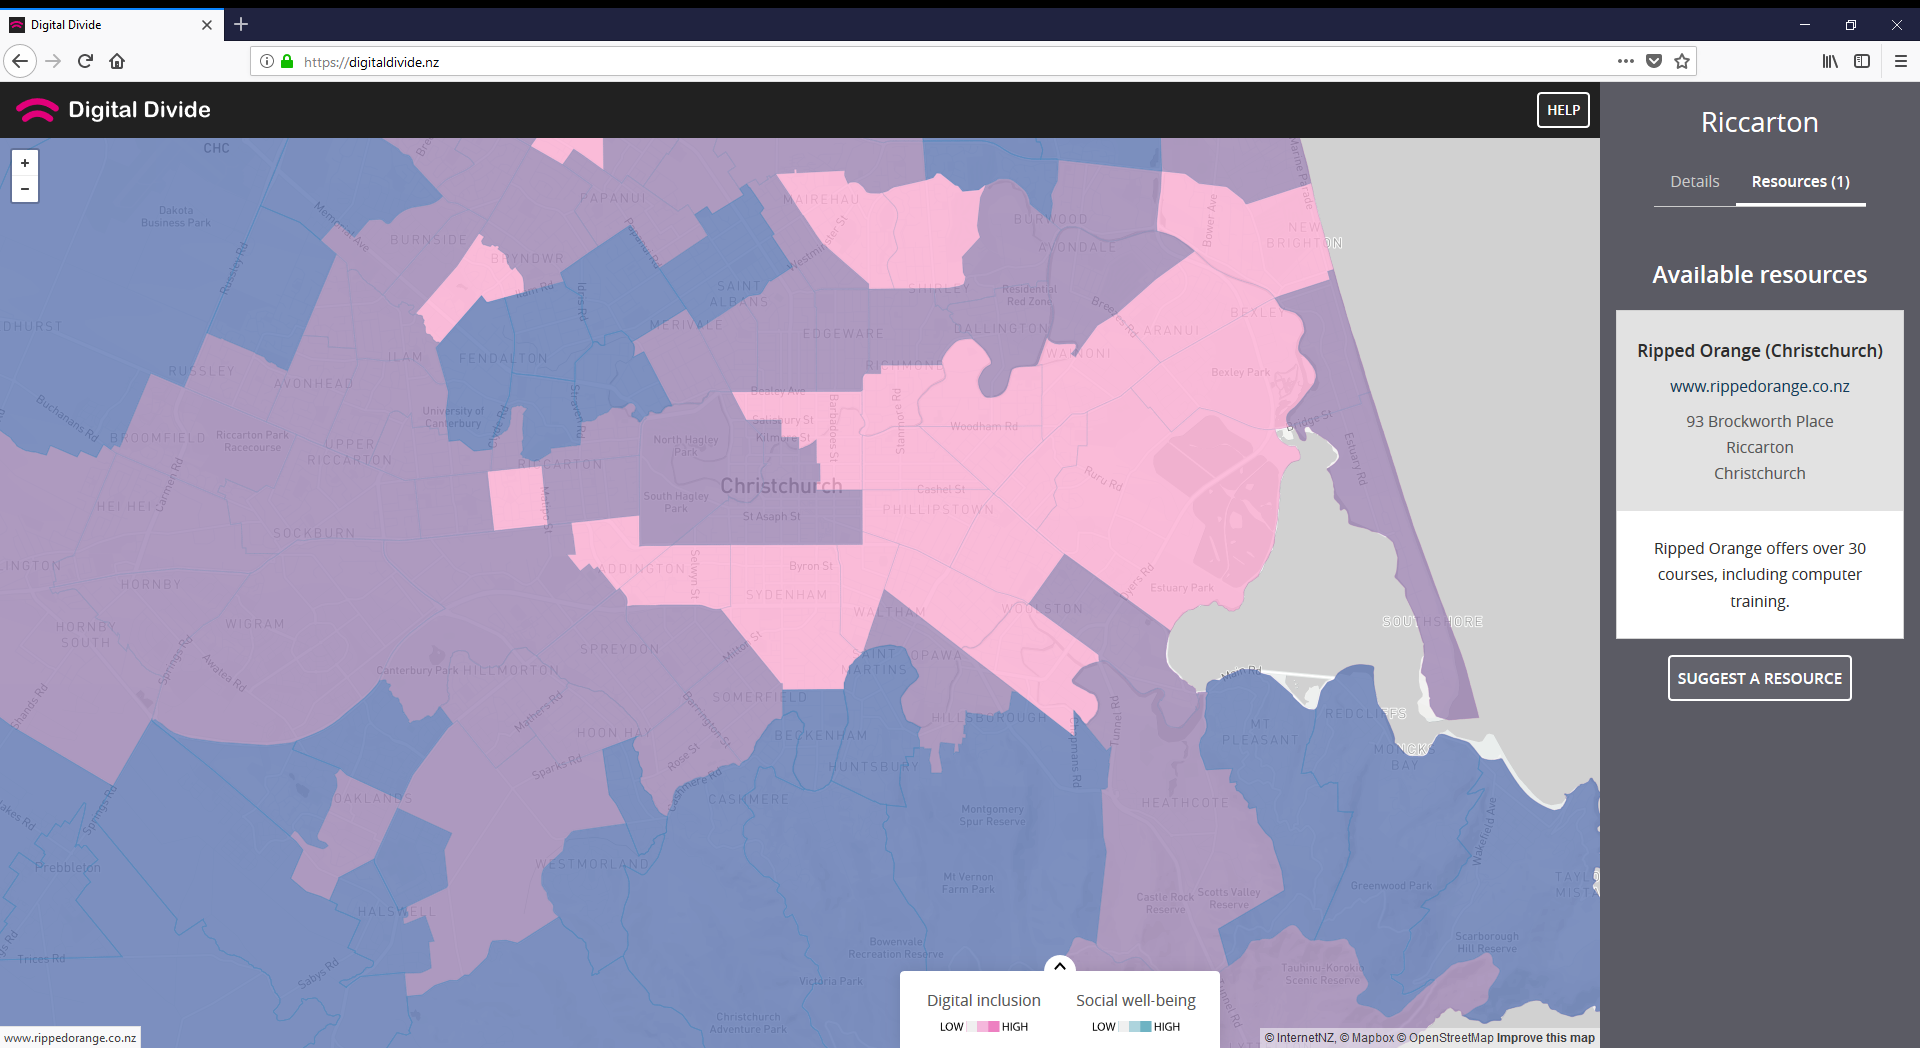 Digital Divide
https://digitaldivide.nz
Digital Divide
HELP
+
−
CHC
Dakota
Business Park
Memorial Ave
PAPANUI
Papanui Rd
MAIREHAU
Westminster St
BURWOOD
AVONDALE
Bower Ave
Marine Parade
NEW
BRIGHTON
BURNSIDE
BRYNDWR
Ilam Rd
Idris Rd
Russley Rd
SAINT
ALBANS
SHIRLEY
Residential
Red Zone
Breezes Rd
BEXLEY
MERIVALE
EDGEWARE
DALLINGTON
ARANUI
WAINONI
ILAM
FENDALTON
RICHMOND
RUSSLEY
AVONHEAD
Bexley Park
Buchanans Rd
University of
Canterbury
Clyde Rd
Straven Rd
Bealey Ave
Salisbury St
Kilmore St
Barbadoes St
Stanmore Rd
Woodham Rd
Bridge St
BROOMFIELD
Riccarton Park
Racecourse
UPPER
RICCARTON
RICCARTON
North Hagley
Park
Estuary Rd
Carmen Rd
Christchurch
Cashel St
Ruru Rd
HEI HEI
South Hagley
Park
St Asaph St
PHILLIPSTOWN
SOCKBURN
HORNBY
ADDINGTON
Selwyn St
Byron St
SYDENHAM
Dyers Rd
Estuary Park
WALTHAM
WOOLSTON
HORNBY
SOUTH
WIGRAM
Springs Rd
Awatea Rd
SPREYDON
Milton St
SAINT
MARTINS
OPAWA
SOUTHSHORE
Canterbury Park
HILLMORTON
Main Rd
Shands Rd
Mathers Rd
SOMERFIELD
Barrington St
HILLSBOROUGH
Chapmans Rd
Tunnel Rd
MT
PLEASANT
REDCLIFFS
HOON HAY
BECKENHAM
MONCKS
BAY
Sparks Rd
Rose St
Cashmere Rd
HUNTSBURY
OAKLANDS
CASHMERE
Montgomery
Spur Reserve
HEATHCOTE
Springs Rd
Wakefield Ave
Prebbleton
WESTMORLAND
Mt Vernon
Farm Park
Castle Rock
Reserve
Scotts Valley
Reserve
Greenwood Park
HALSWELL
Trices Rd
Sabys Rd
Bowenvale
Recreation Reserve
Victoria Park
Scarborough
Hill Reserve
Tauhinu-Korokio
Scenic Reserve
Christchurch
Adventure Park
Digital inclusion
LOW HIGH
Social well-being
LOW HIGH
www.rippedorange.co.nz
© InternetNZ, © Mapbox © OpenStreetMap Improve this map
Riccarton
Details
Resources (1)
Available resources
Ripped Orange (Christchurch)
www.rippedorange.co.nz
93 Brockworth Place
Riccarton
Christchurch
Ripped Orange offers over 30
courses, including computer
training.
SUGGEST A RESOURCE